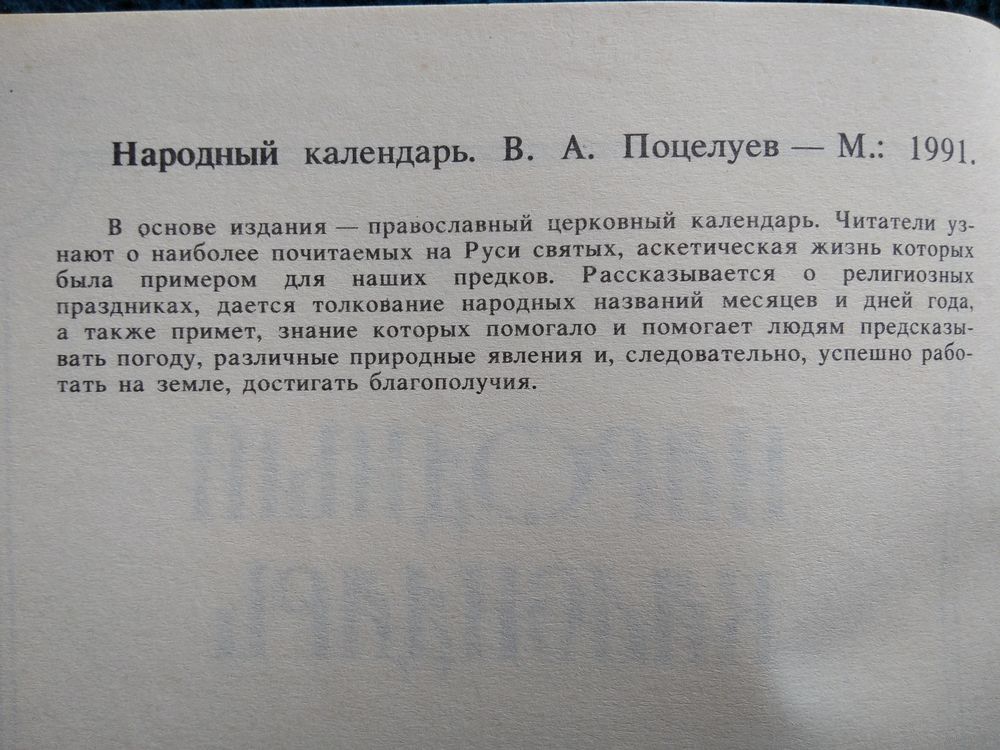 Народный календарь. В. А. Поцелуев — М.: 1991.
В основе издания — православный церковный календарь. Читатели уз-
нают о наиболее почитаемых на Руси святых, аскетическая жизнь которых
была примером для наших предков. Рассказывается о религиозных
праздниках, дается толкование народных названий месяцев и дней года,
а также примет, знание которых помогало и помогает людям предсказы-
вать погоду, различные природные явления и, следовательно, успешно рабо-
тать на земле, достигать благополучия.
НАРОДНЫЙ
КАЛЕНДАРЬ